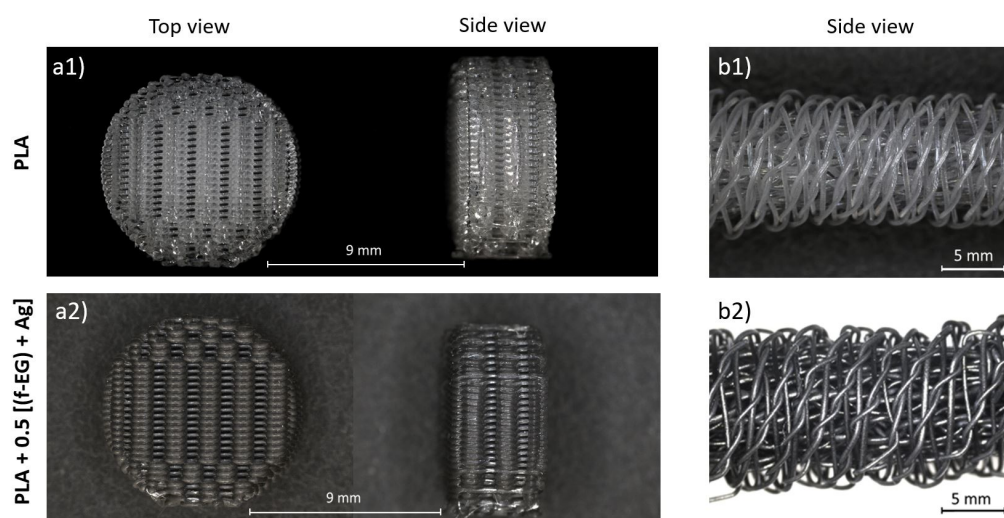 Top view
Side view
Side view
PLA
a1)
9 mm
b1)
5 mm
PLA + 0.5 [(f-EG) + Ag]
a2)
9 mm
b2)
5 mm